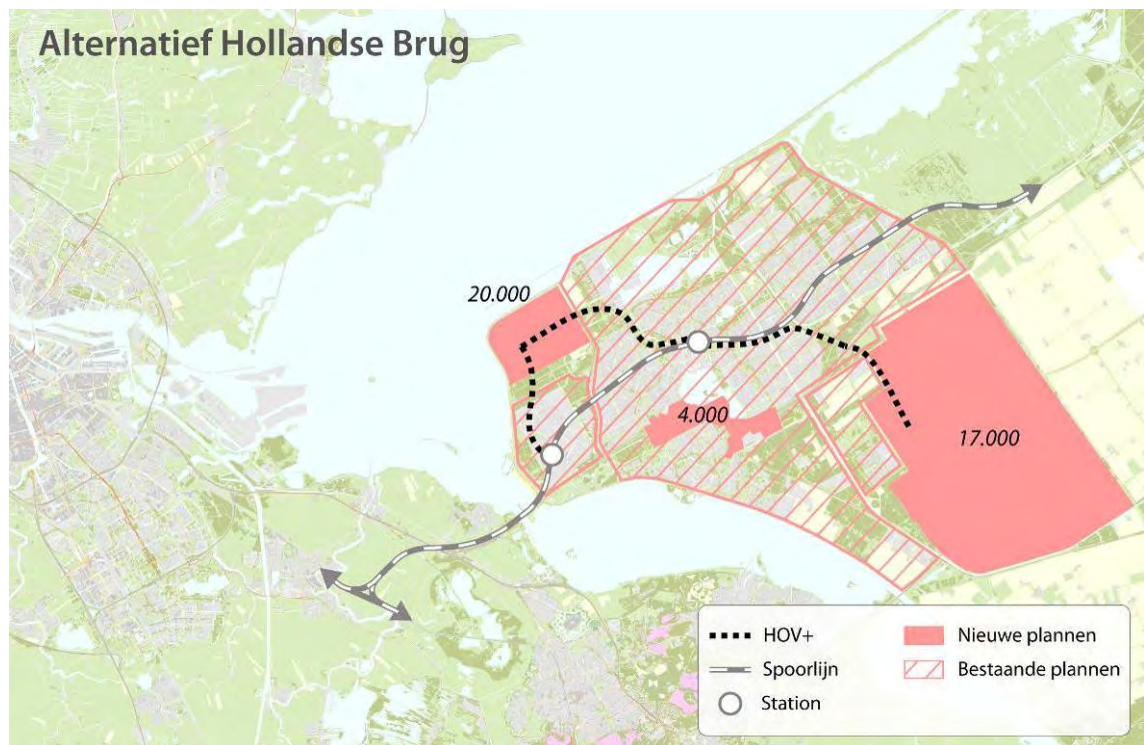 Alternatief Hollandse Brug
20.000
4.000
17.000
HOV+
Nieuwe plannen
Spoorlijn
Bestaande plannen
Station